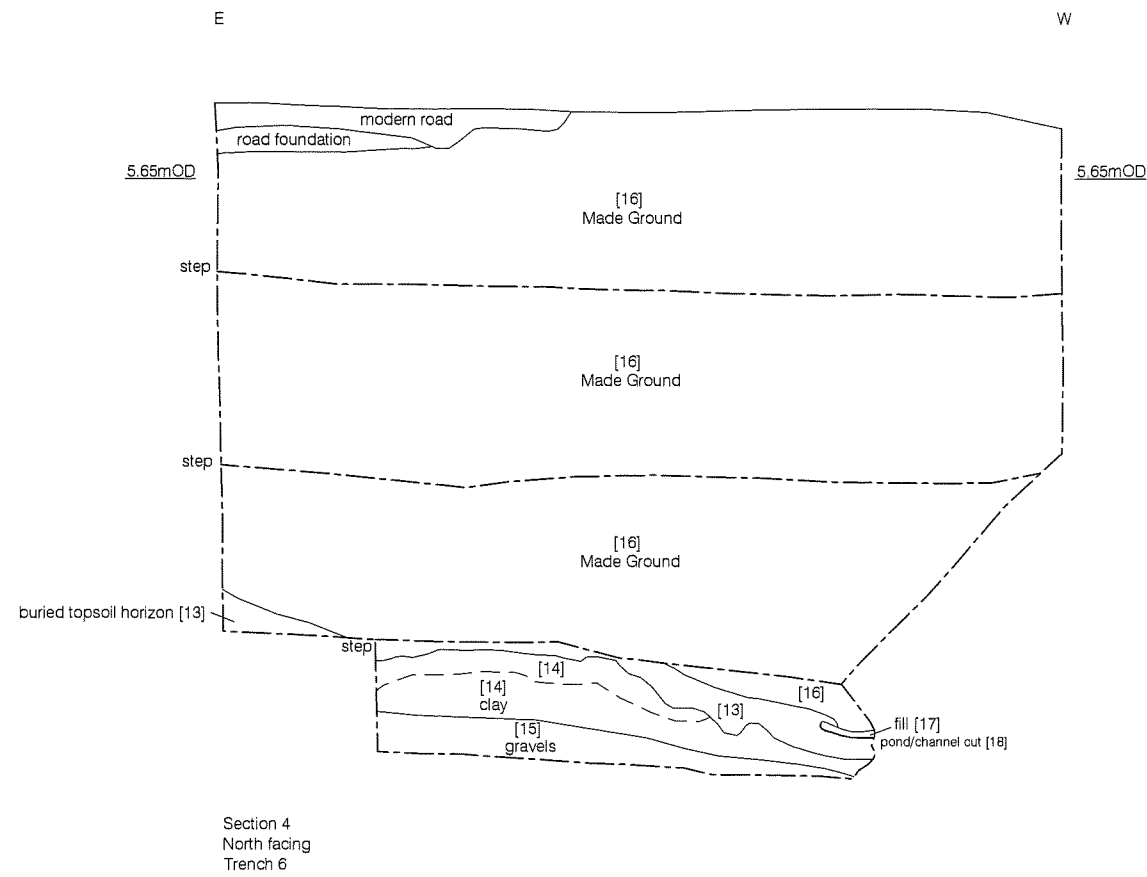 E
W
modern road
road foundation
5.65mOD
5.65mOD
[16]
Made Ground
step
[16]
Made Ground
step
[16]
Made Ground
buried topsoil horizon [13]
step
[14]
[14]
clay
[16]
[13]
fill [17]
pond/channel cut [18]
[15]
gravels
Section 4
North facing
Trench 6